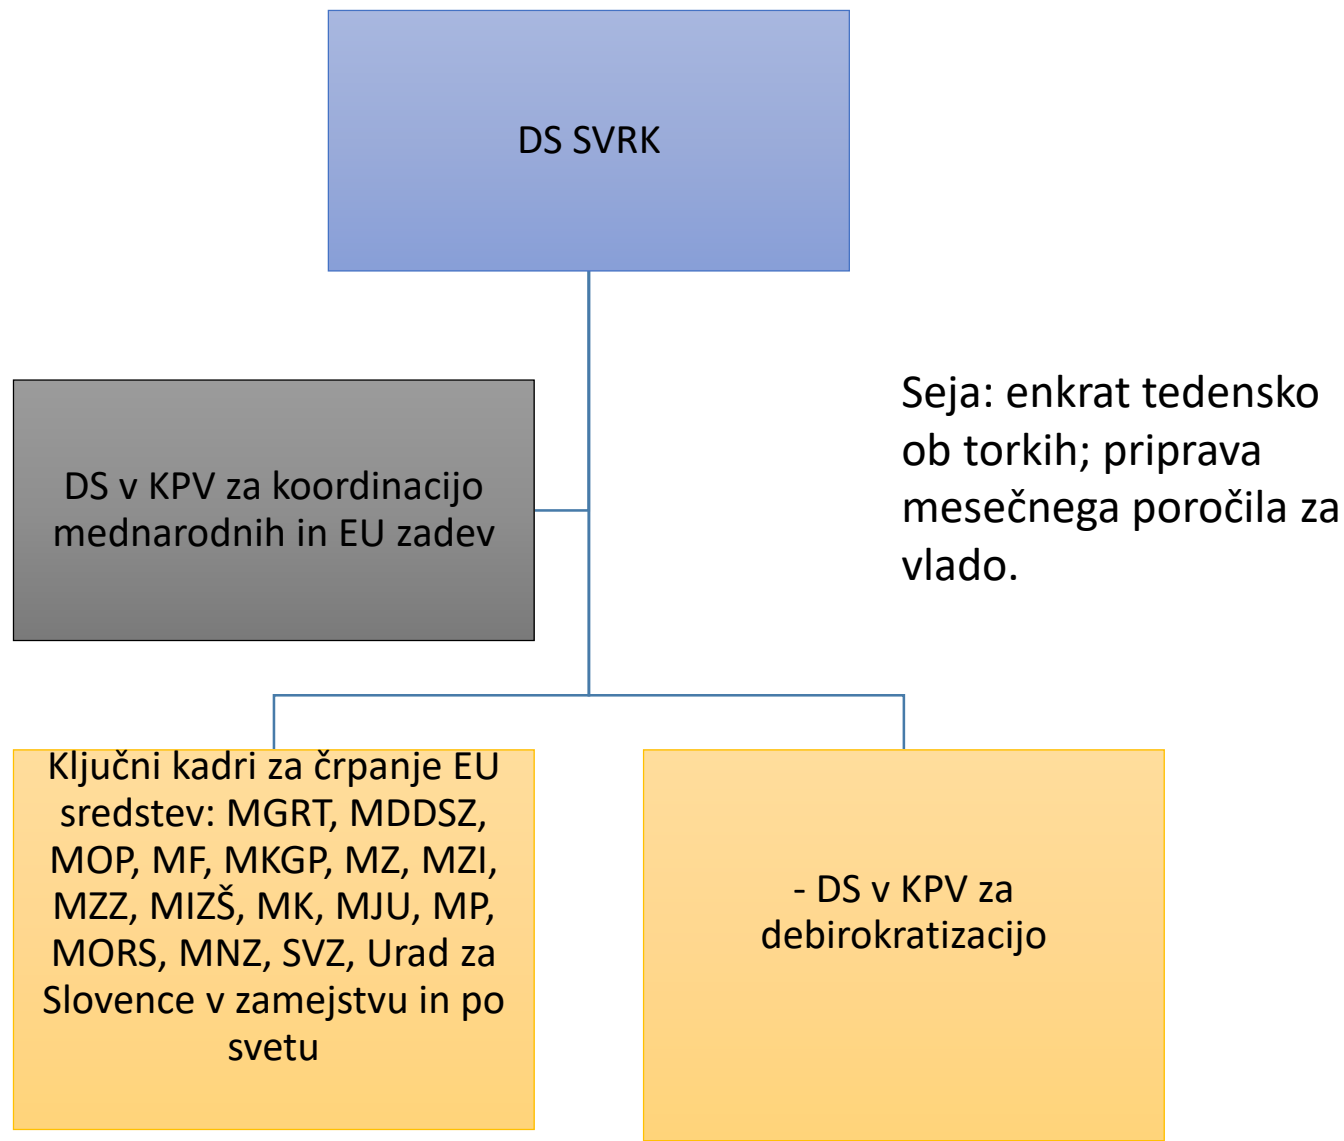 DS SVRK
DS v KPV za koordinacijo
mednarodnih in EU zadev
Seja: enkrat tedensko
ob torkih; priprava
mesečnega poročila za
vlado.
Ključni kadri za črpanje EU
sredstev: MGRT, MDDSZ,
MOP, MF, MKGP, MZ, MZI,
MZZ, MIZŠ, MK, MJU, MP,
MORS, MNZ, SVZ, Urad za
Slovence v zamejstvu in po
svetu
- DS v KPV za
debirokratizacijo